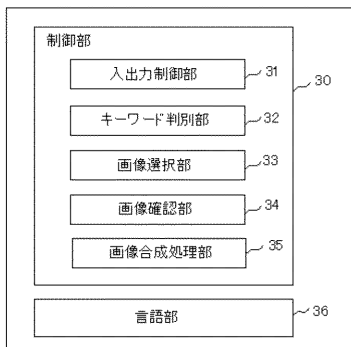 制御部
入出力制御部 31
30
キーワード判別部 32
画像選択部 33
画像確認部 34
画像合成処理部 35
言語部 36